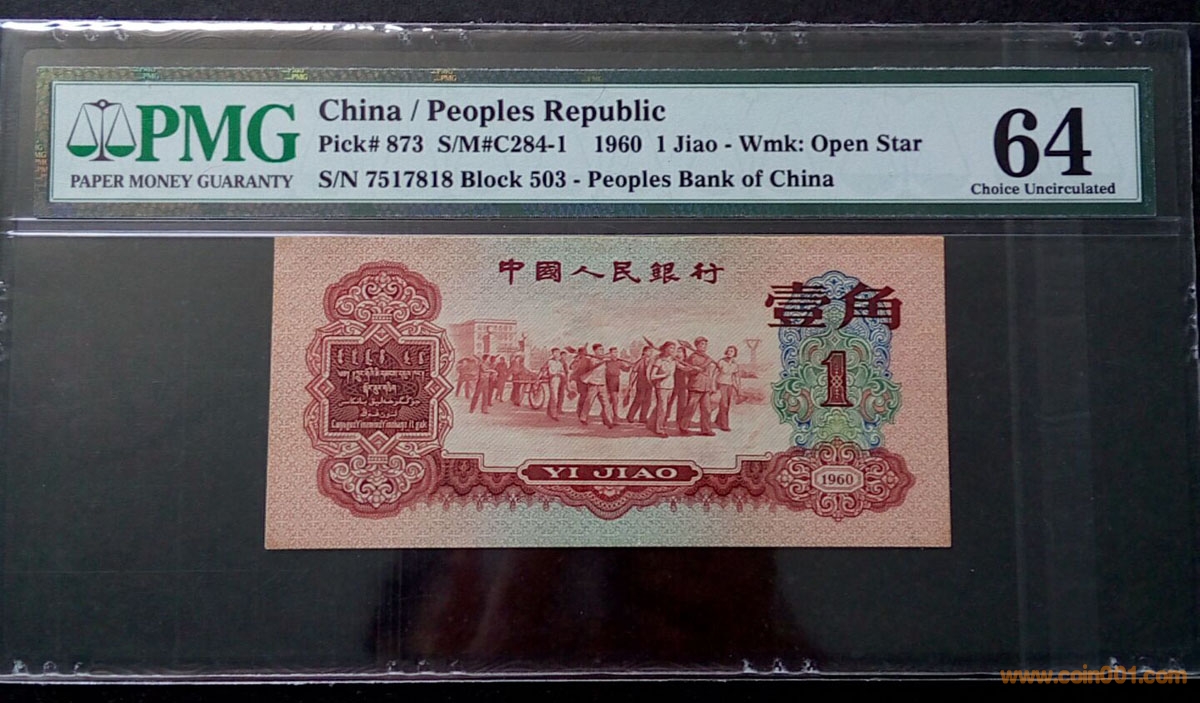 PMG
PAPER MONEY GUARANTY
China / Peoples Republic
Pick# 873 S/M#C284-1 1960 1 Jiao - Wmk: Open Star
S/N 7517818 Block 503 - Peoples Bank of China
64
Choice Uncirculated
中國人民銀行
壹角
1
YI JIAO
1960
www.coin001.com